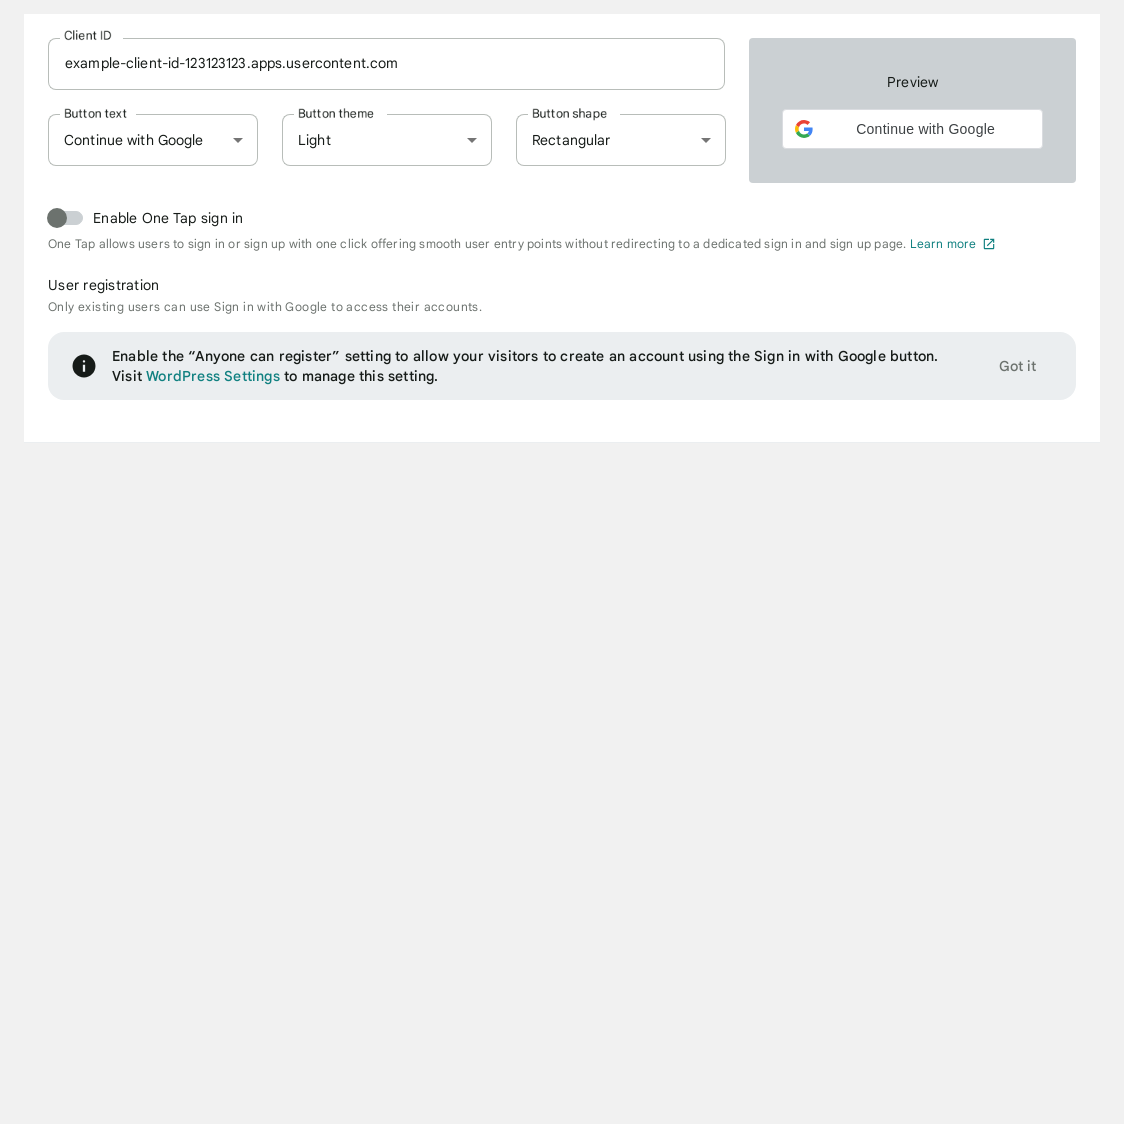 Client ID
example-client-id-123123123.apps.usercontent.com
Button text
Continue with Google
Button theme
Light
Button shape
Rectangular
Preview
Continue with Google
Enable One Tap sign in
One Tap allows users to sign in or sign up with one click offering smooth user entry points without redirecting to a dedicated sign in and sign up page. Learn more
User registration
Only existing users can use Sign in with Google to access their accounts.
Enable the “Anyone can register” setting to allow your visitors to create an account using the Sign in with Google button.
Visit WordPress Settings to manage this setting.
Got it